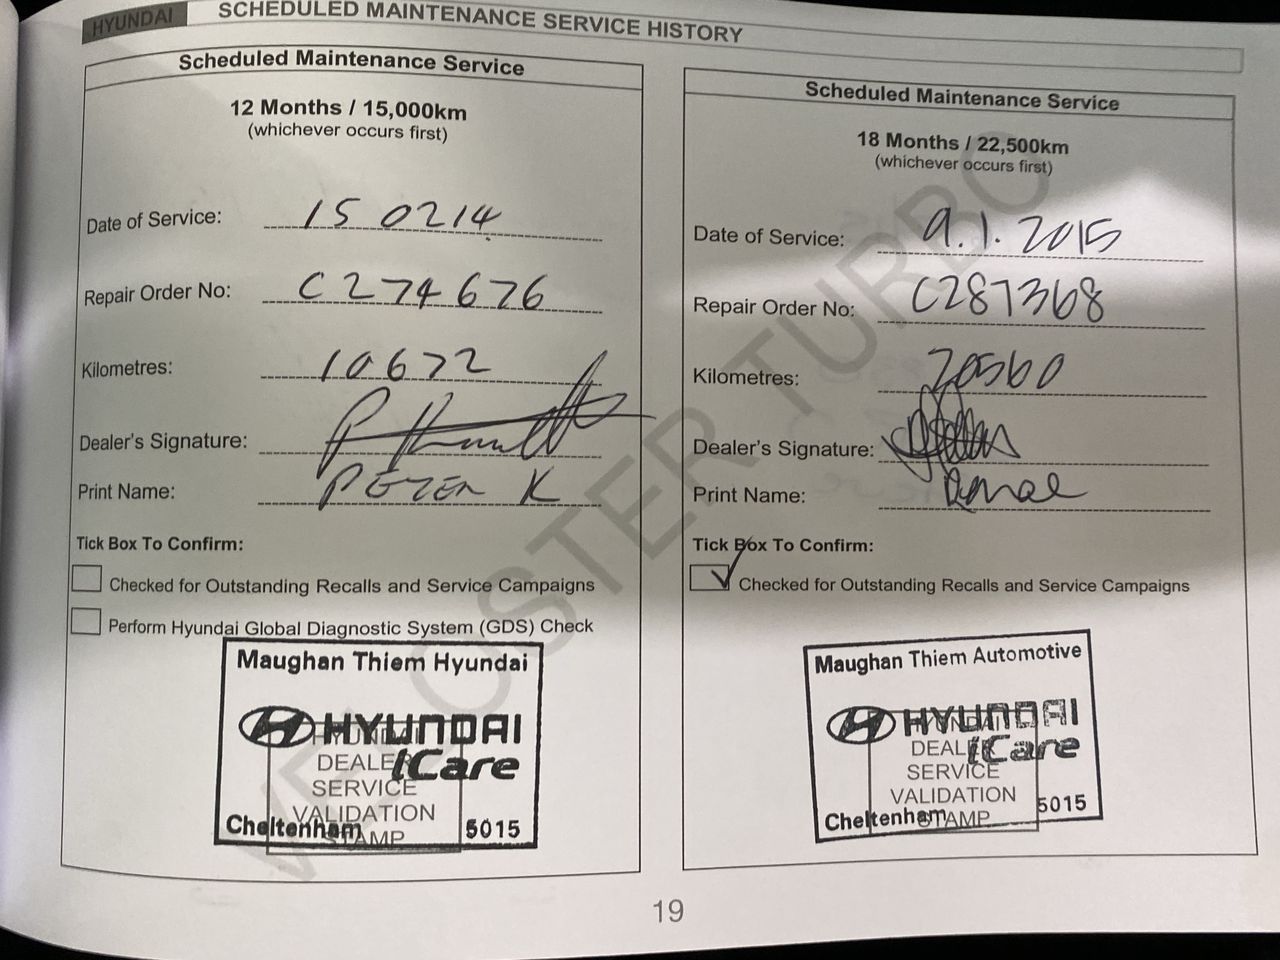 HYUNDAI SCHEDULED MAINTENANCE SERVICE HISTORY
Scheduled Maintenance Service
12 Months / 15,000km
(whichever occurs first)
Date of Service: 15 02 14
Repair Order No: C274676
Kilometres: 10672
Dealer's Signature:
Print Name: PETER K
Tick Box To Confirm:
Checked for Outstanding Recalls and Service Campaigns
Perform Hyundai Global Diagnostic System (GDS) Check
Maughan Thiem Hyundai
HYUNDAI
iCare
HYUNDAI
DEALER
SERVICE
VALIDATION
STAMP
Cheltenham 5015
Scheduled Maintenance Service
18 Months / 22,500km
(whichever occurs first)
Date of Service: 9.1.2015
Repair Order No: C287368
Kilometres: 20560
Dealer's Signature:
Print Name:
Tick Box To Confirm:
Checked for Outstanding Recalls and Service Campaigns
Maughan Thiem Automotive
HYUNDAI
iCare
HYUNDAI
DEALER
SERVICE
VALIDATION
STAMP
Cheltenham 5015
VELOSTER TURBO
19